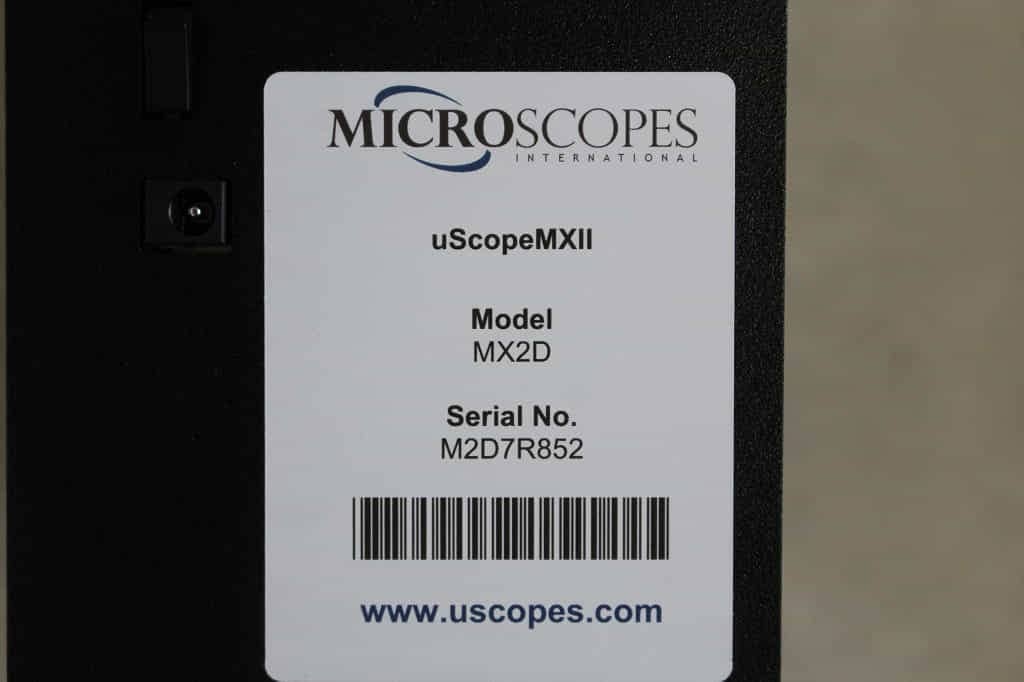 MICROSCOPES
INTERNATIONAL
uScopeMXII
Model
MX2D
Serial No.
M2D7R852
www.uscopes.com